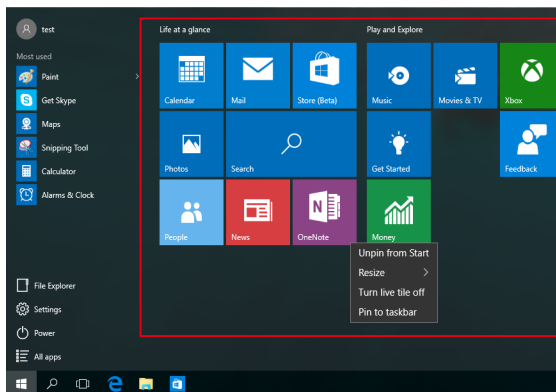 test
Most used
Paint
Get Skype
Maps
Snipping Tool
Calculator
Alarms & Clock
File Explorer
Settings
Power
All apps
Life at a glance
Calendar
Mail
Store (Beta)
Photos
Search
People
News
OneNote
Play and Explore
Music
Movies & TV
Xbox
Get Started
Feedback
Money
Unpin from Start
Resize
Turn live tile off
Pin to taskbar